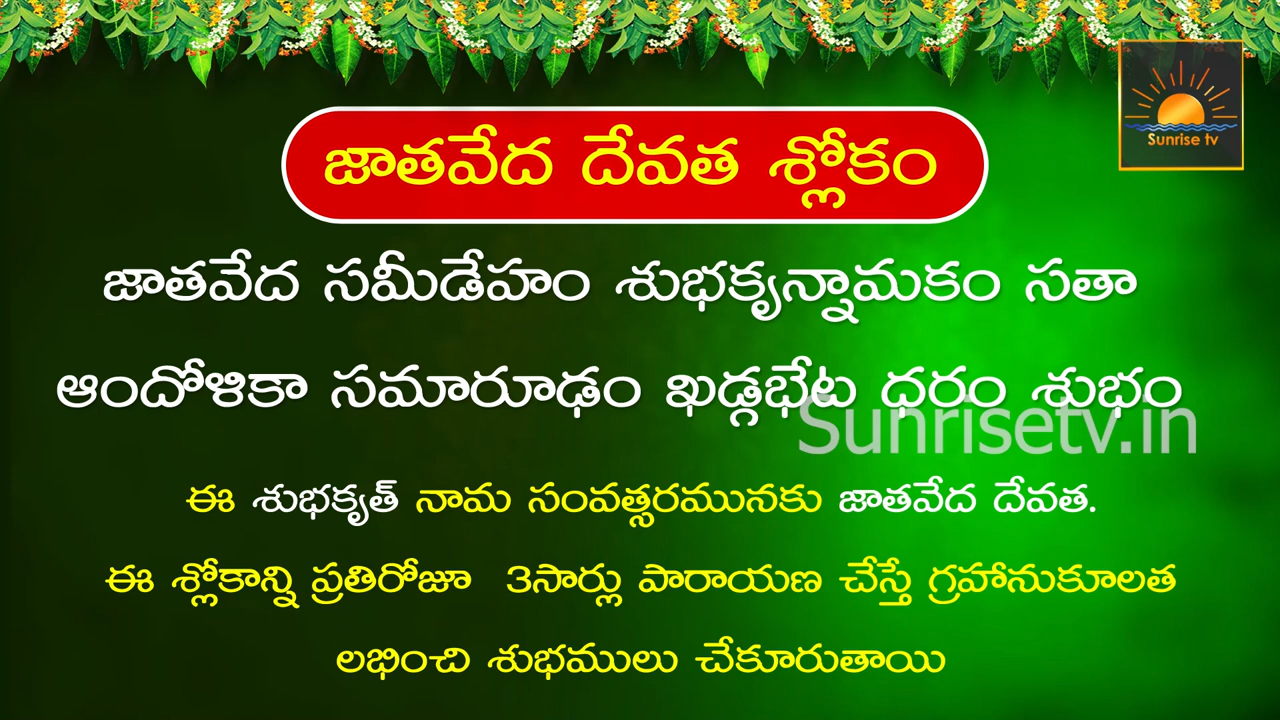 Sunrise tv
జాతవేద దేవత శ్లోకం
జాతవేద సమీడేహం శుభకృన్నామకం సతా
ఆందోళికా సమారూఢం ఖడ్గభేట ధరం శుభం
Sunrisetv.in
ఈ శుభకృత్ నామ సంవత్సరమునకు జాతవేద దేవత.
ఈ శ్లోకాన్ని ప్రతిరోజూ 3సార్లు పారాయణ చేస్తే గ్రహానుకూలత
లభించి శుభములు చేకూరుతాయి